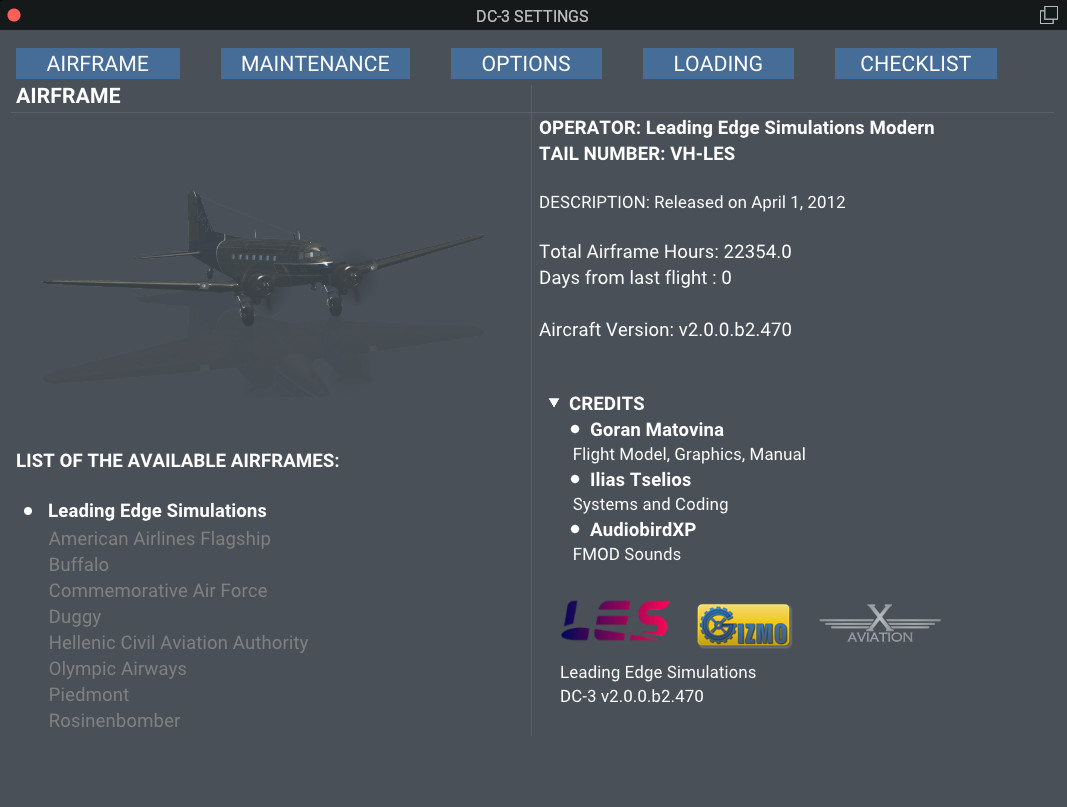 DC-3 SETTINGS
AIRFRAME
MAINTENANCE
OPTIONS
LOADING
CHECKLIST
AIRFRAME
OPERATOR: Leading Edge Simulations Modern
TAIL NUMBER: VH-LES
DESCRIPTION: Released on April 1, 2012
Total Airframe Hours: 22354.0
Days from last flight : 0
Aircraft Version: v2.0.0.b2.470
LIST OF THE AVAILABLE AIRFRAMES:
Leading Edge Simulations
American Airlines Flagship
Buffalo
Commemorative Air Force
Duggy
Hellenic Civil Aviation Authority
Olympic Airways
Piedmont
Rosinenbomber
CREDITS
Goran Matovina
Flight Model, Graphics, Manual
Ilias Tselios
Systems and Coding
AudiobirdXP
FMOD Sounds
LES
GIZMO
X
AVIATION
Leading Edge Simulations
DC-3 v2.0.0.b2.470